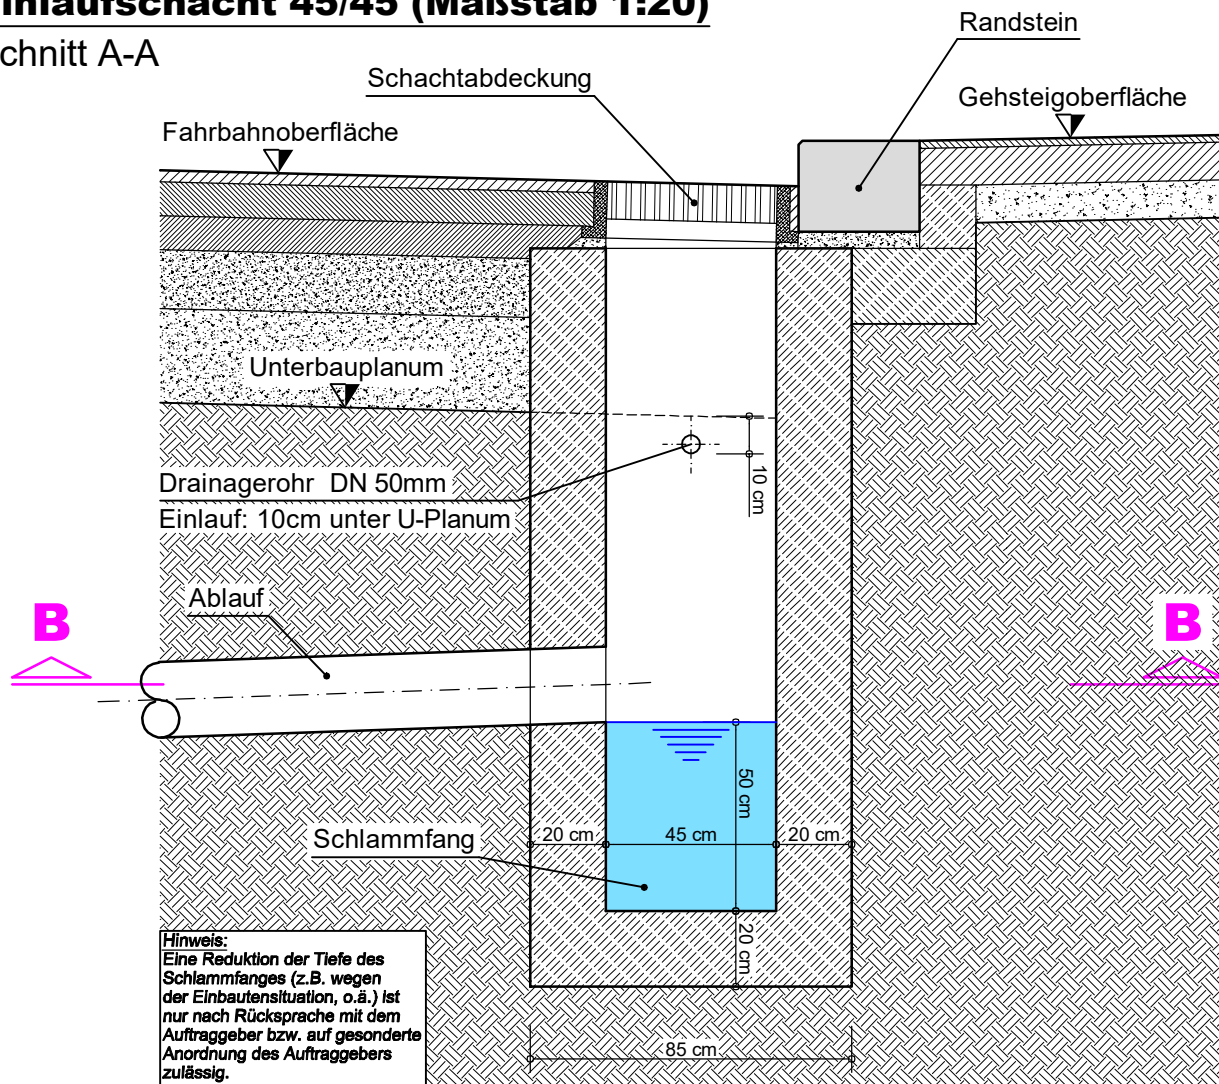 inlaufschacht 45/45 (Maßstab 1:20)
chnitt A-A
Randstein
Schachtabdeckung
Gehsteigoberfläche
Fahrbahnoberfläche
Unterbauplanum
10 cm
Drainagerohr DN 50mm
Einlauf: 10cm unter U-Planum
Ablauf
B
B
50 cm
20 cm
45 cm
20 cm
Schlammfang
20 cm
Hinweis:
Eine Reduktion der Tiefe des
Schlammfanges (z.B. wegen
der Einbautensituation, o.ä.) ist
nur nach Rücksprache mit dem
Auftraggeber bzw. auf gesonderte
Anordnung des Auftraggebers
zulässig.
85 cm